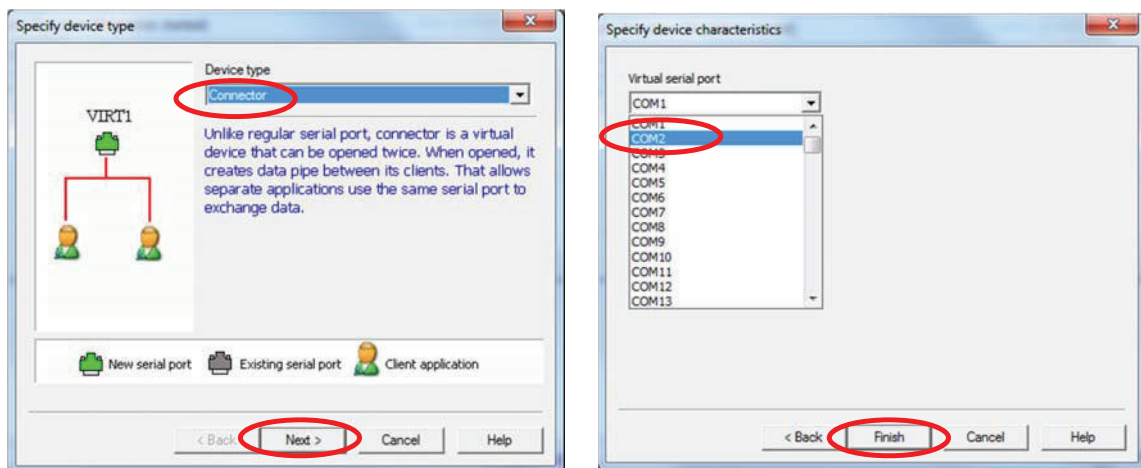 Specify device type
Device type
Connector
VIRT1
Unlike regular serial port, connector is a virtual
device that can be opened twice. When opened, it
creates data pipe between its clients. That allows
separate applications use the same serial port to
exchange data.
New serial port
Existing serial port
Client application
< Back
Next >
Cancel
Help
Specify device characteristics
Virtual serial port
COM1
COM1
COM2
COM3
COM4
COM5
COM6
COM7
COM8
COM9
COM10
COM11
COM12
COM13
< Back
Finish
Cancel
Help